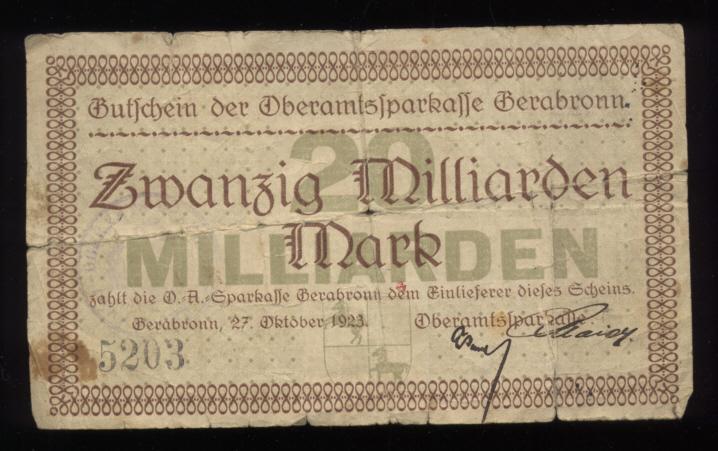 Gutschein der Oberamtssparkasse Gerabronn.
20
Zwanzig Milliarden
Mark
MILLIARDEN
zahlt die O.-A.-Sparkasse Gerabronn dem Einlieferer dieses Scheins.
Gerabronn, 27. Oktober 1923. Oberamtssparkasse
5203